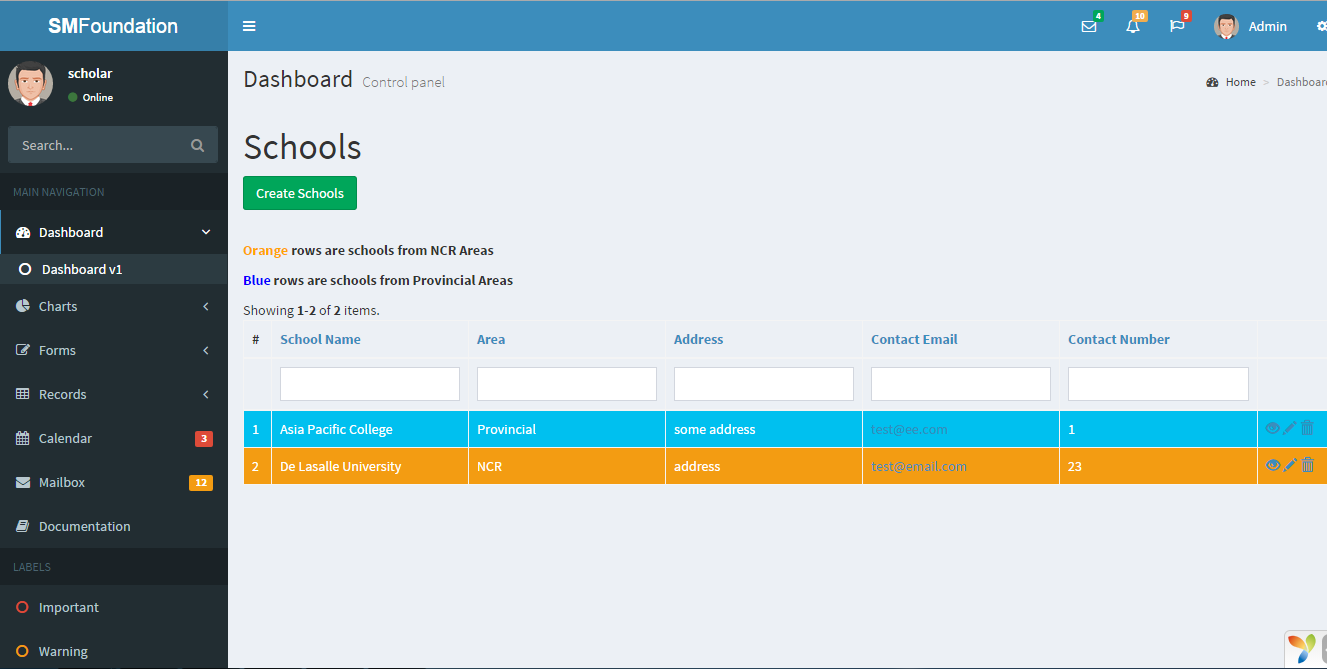 SMFoundation
4
10
9
Admin
scholar
Online
Search...
MAIN NAVIGATION
Dashboard
Dashboard v1
Charts
Forms
Records
Calendar 3
Mailbox 12
Documentation
LABELS
Important
Warning
Dashboard Control panel
Home > Dashboar
Schools
Create Schools
Orange rows are schools from NCR Areas
Blue rows are schools from Provincial Areas
Showing 1-2 of 2 items.
# School Name Area Address Contact Email Contact Number
1 Asia Pacific College Provincial some address test@ee.com 1
2 De Lasalle University NCR address test@email.com 23